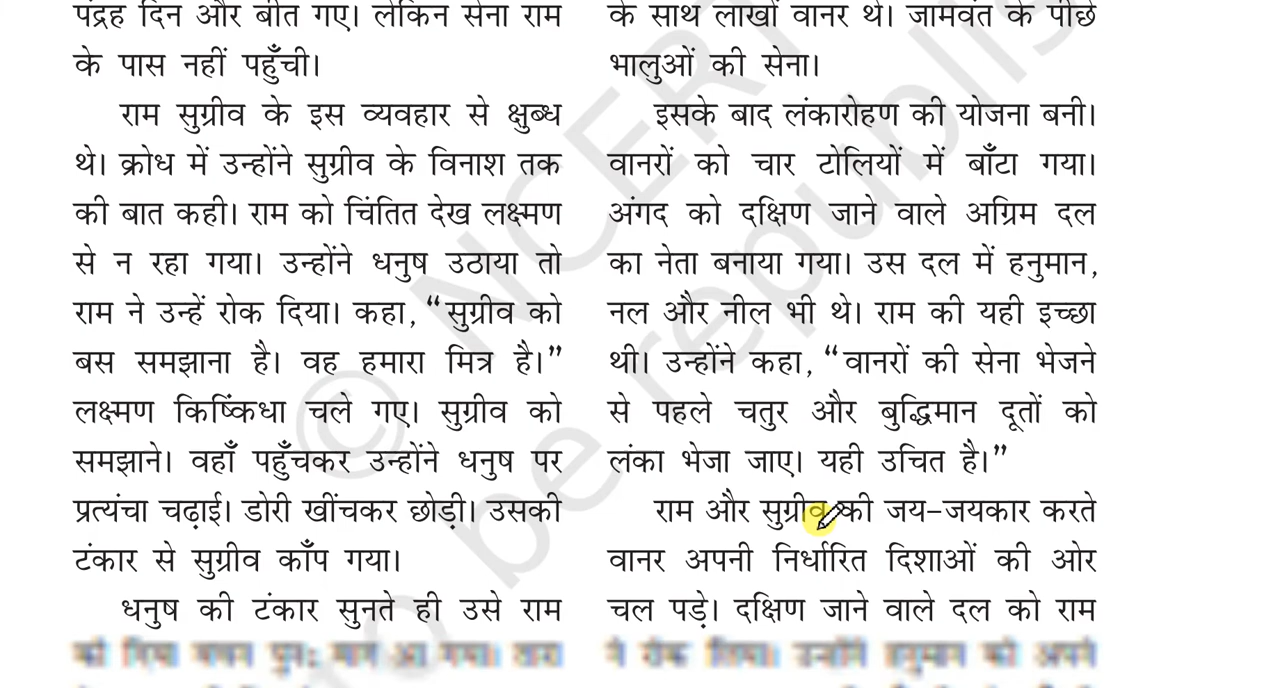 पंद्रह दिन और बीत गए। लेकिन सेना राम
के पास नहीं पहुँची।
राम सुग्रीव के इस व्यवहार से क्षुब्ध
थे। क्रोध में उन्होंने सुग्रीव के विनाश तक
की बात कही। राम को चिंतित देख लक्ष्मण
से न रहा गया। उन्होंने धनुष उठाया तो
राम ने उन्हें रोक दिया। कहा, “सुग्रीव को
बस समझाना है। वह हमारा मित्र है।”
लक्ष्मण किष्किंधा चले गए। सुग्रीव को
समझाने। वहाँ पहुँचकर उन्होंने धनुष पर
प्रत्यंचा चढ़ाई। डोरी खींचकर छोड़ी। उसकी
टंकार से सुग्रीव काँप गया।
धनुष की टंकार सुनते ही उसे राम
के साथ लाखों वानर थे। जामवंत के पीछे
भालुओं की सेना।
इसके बाद लंकारोहण की योजना बनी।
वानरों को चार टोलियों में बाँटा गया।
अंगद को दक्षिण जाने वाले अग्रिम दल
का नेता बनाया गया। उस दल में हनुमान,
नल और नील भी थे। राम की यही इच्छा
थी। उन्होंने कहा, “वानरों की सेना भेजने
से पहले चतुर और बुद्धिमान दूतों को
लंका भेजा जाए। यही उचित है।”
राम और सुग्रीव की जय-जयकार करते
वानर अपनी निर्धारित दिशाओं की ओर
चल पड़े। दक्षिण जाने वाले दल को राम
© NCERT
be republis